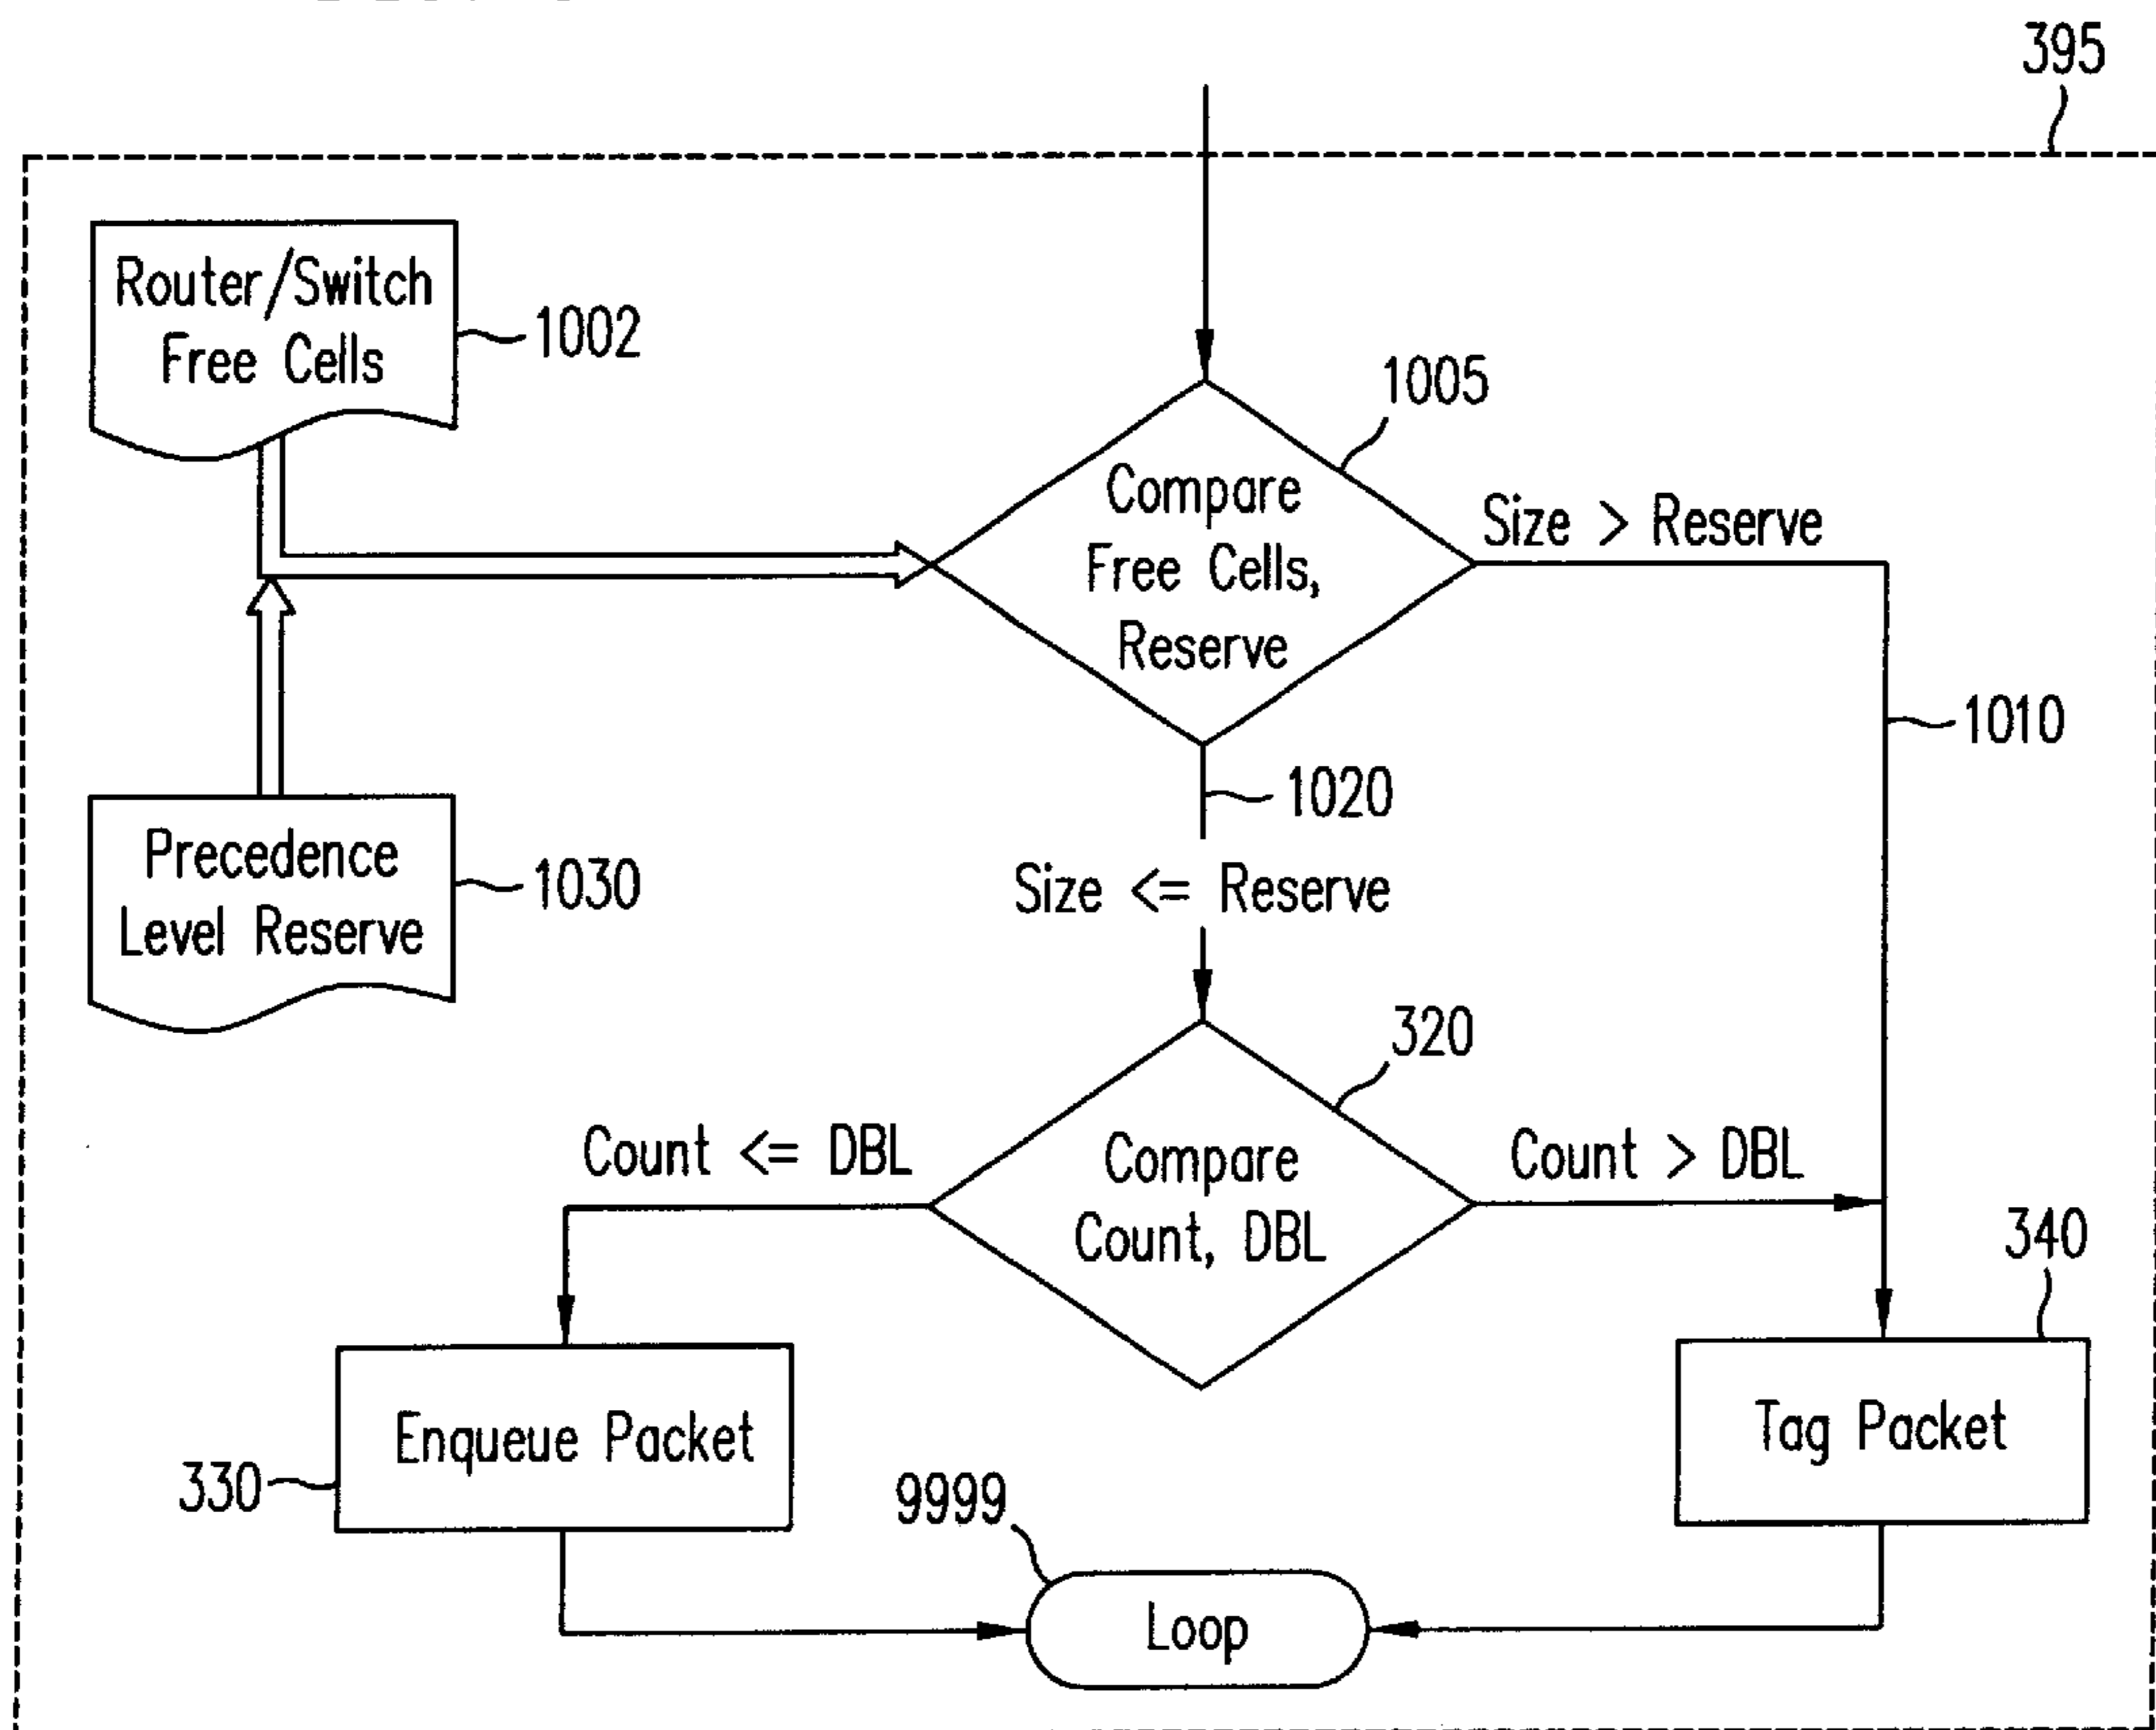 395
Router/Switch
Free Cells
1002
1005
Compare
Free Cells,
Reserve
Size > Reserve
1010
1020
Size <= Reserve
Precedence
Level Reserve
1030
320
Count <= DBL
Compare
Count, DBL
Count > DBL
340
Enqueue Packet
330
Tag Packet
9999
Loop